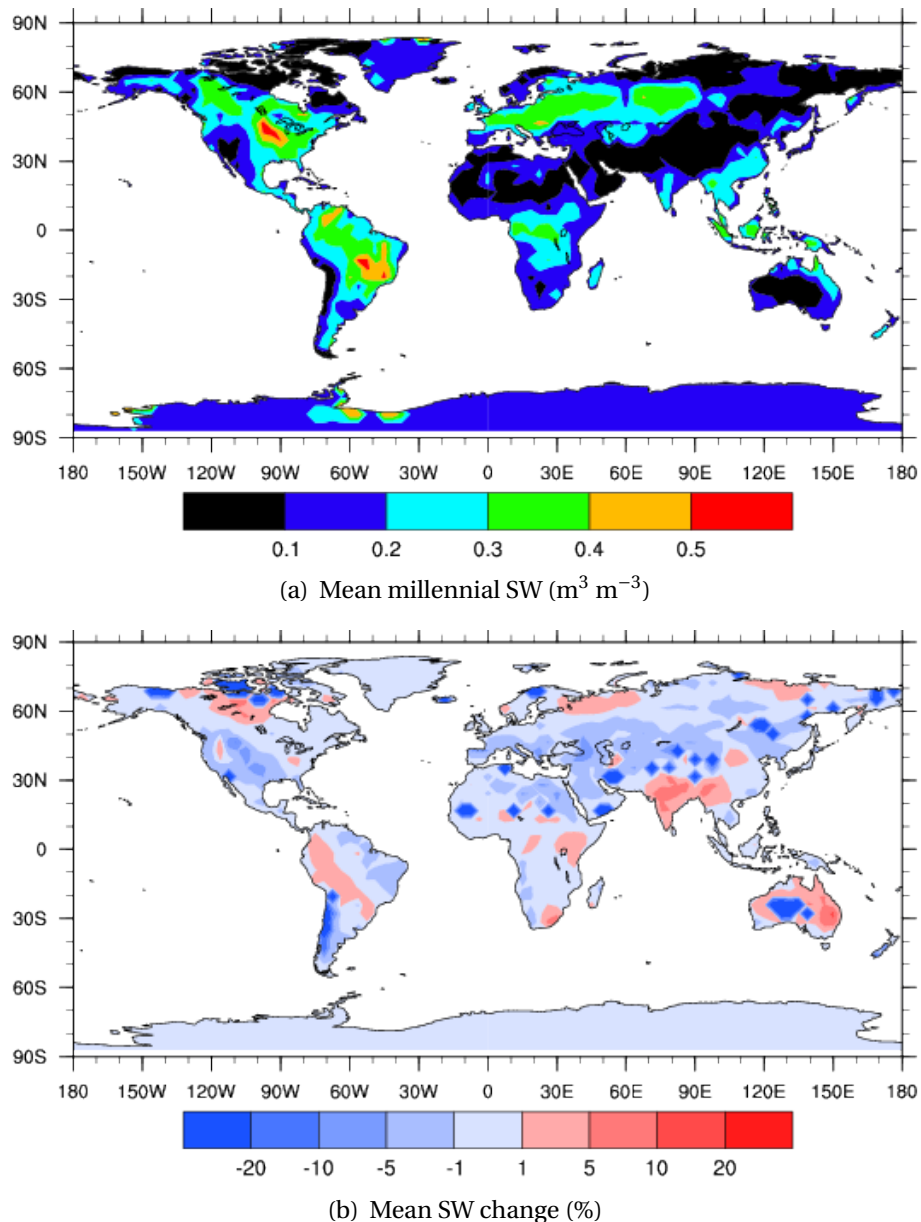 90N
60N
30N
0
30S
60S
90S
180 150W 120W 90W 60W 30W 0 30E 60E 90E 120E 150E 180
0.1 0.2 0.3 0.4 0.5
(a) Mean millennial SW (m³ m⁻³)
90N
60N
30N
0
30S
60S
90S
180 150W 120W 90W 60W 30W 0 30E 60E 90E 120E 150E 180
-20 -10 -5 -1 1 5 10 20
(b) Mean SW change (%)